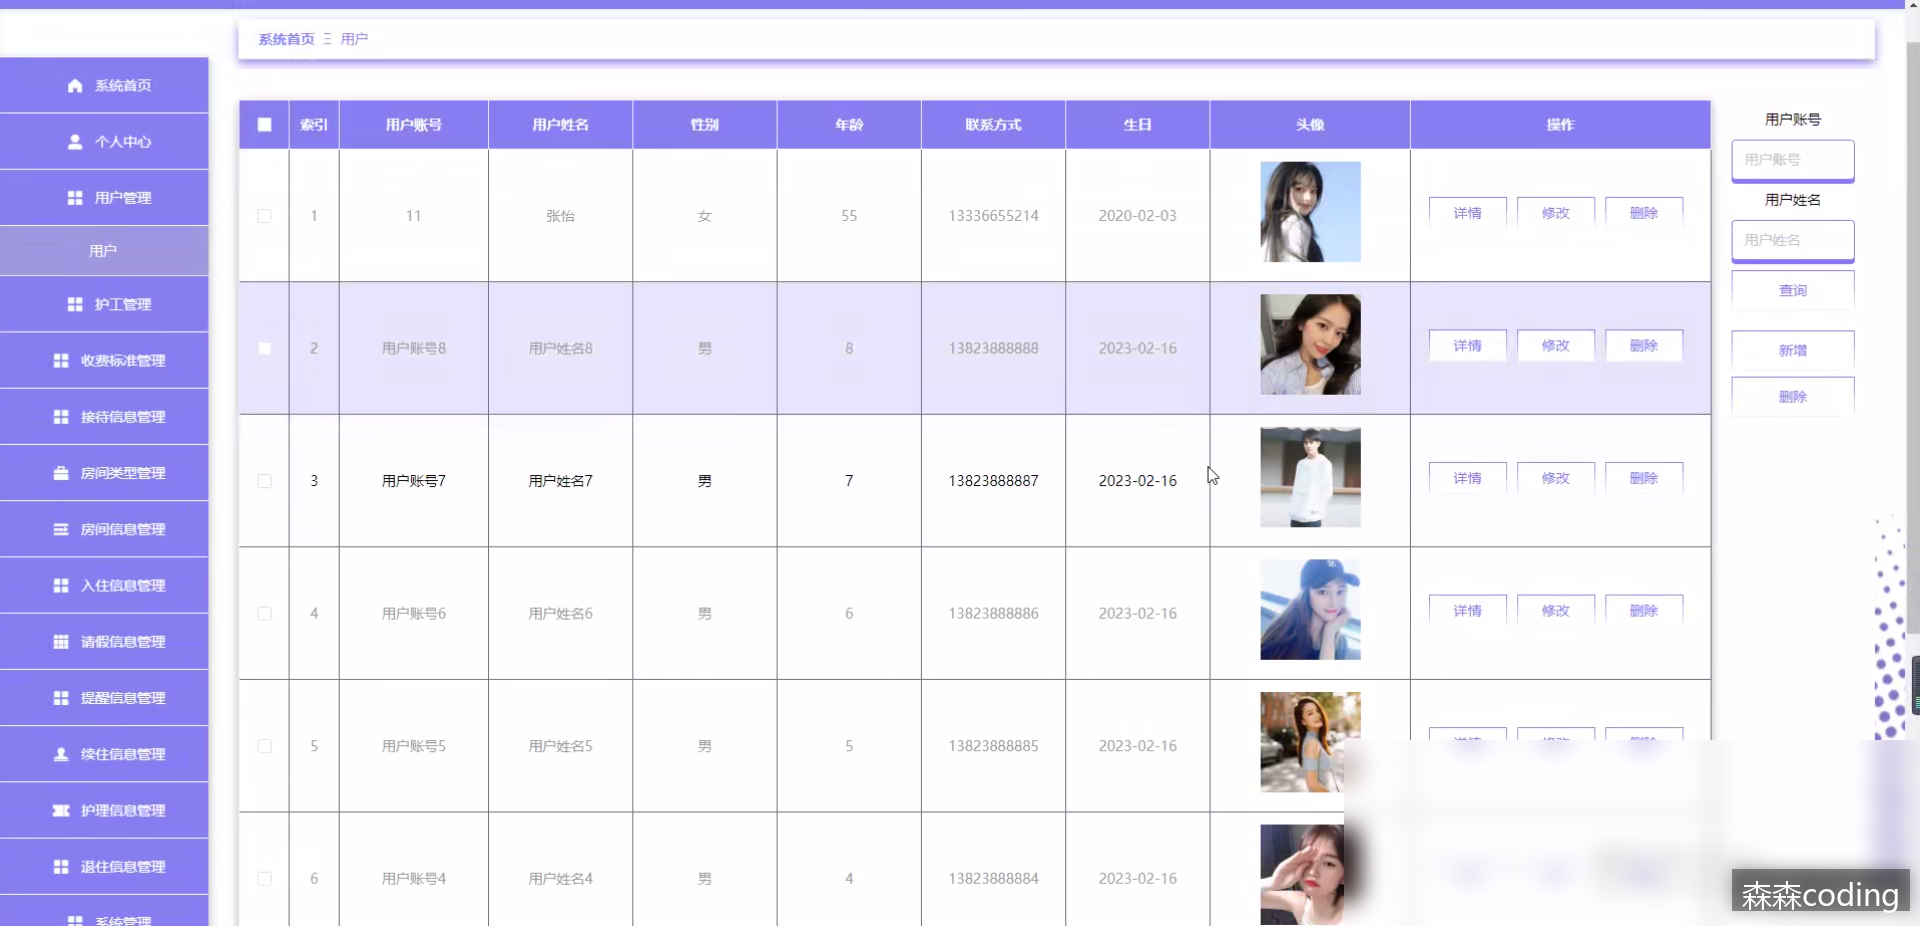 系统首页 Ξ 用户
系统首页
个人中心
用户管理
用户
护工管理
收费标准管理
接待信息管理
房间类型管理
房间信息管理
入住信息管理
请假信息管理
提醒信息管理
续住信息管理
护理信息管理
退住信息管理
系统管理
索引 用户账号 用户姓名 性别 年龄 联系方式 生日 头像 操作
1 11 张怡 女 55 13336655214 2020-02-03 详情 修改 删除
2 用户账号8 用户姓名8 男 8 13823888888 2023-02-16 详情 修改 删除
3 用户账号7 用户姓名7 男 7 13823888887 2023-02-16 详情 修改 删除
4 用户账号6 用户姓名6 男 6 13823888886 2023-02-16 详情 修改 删除
5 用户账号5 用户姓名5 男 5 13823888885 2023-02-16
6 用户账号4 用户姓名4 男 4 13823888884 2023-02-16
用户账号
用户账号
用户姓名
用户姓名
查询
新增
删除
森森coding